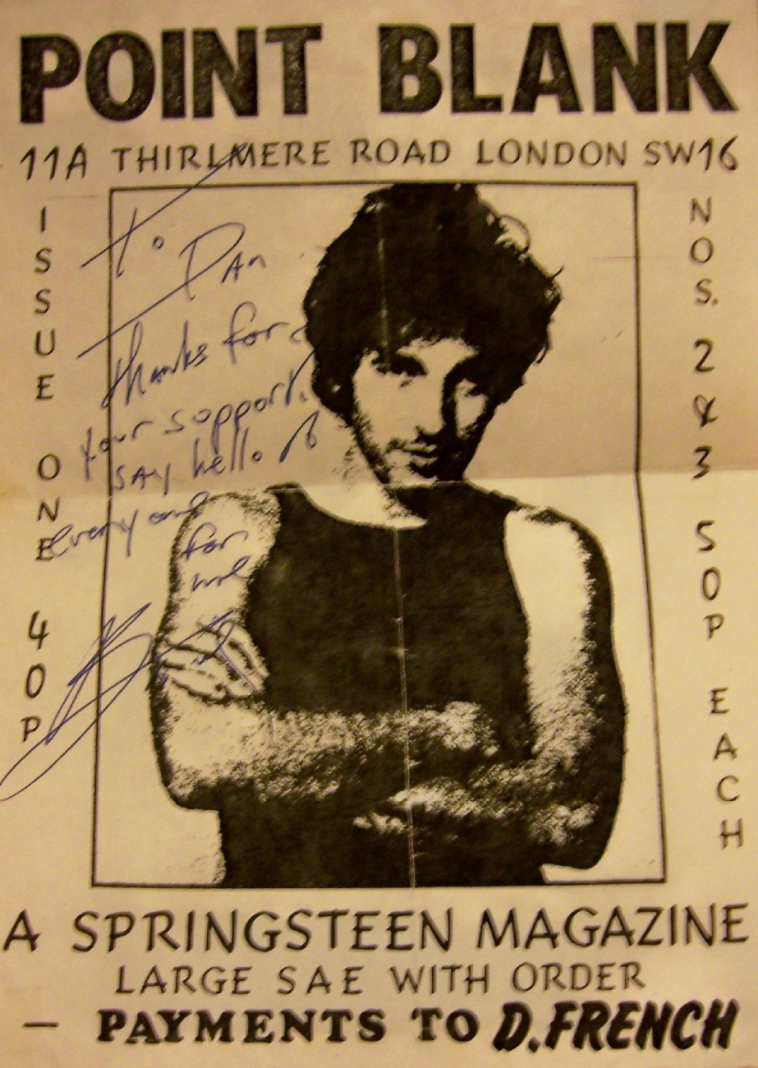 POINT BLANK
11A THIRLMERE ROAD LONDON SW16
ISSUE ONE 40P
To
Dan
Thanks for
your support.
Say hello to
everyone
for
me
NOS. 2 & 3 50P EACH
A SPRINGSTEEN MAGAZINE
LARGE SAE WITH ORDER
— PAYMENTS TO D.FRENCH